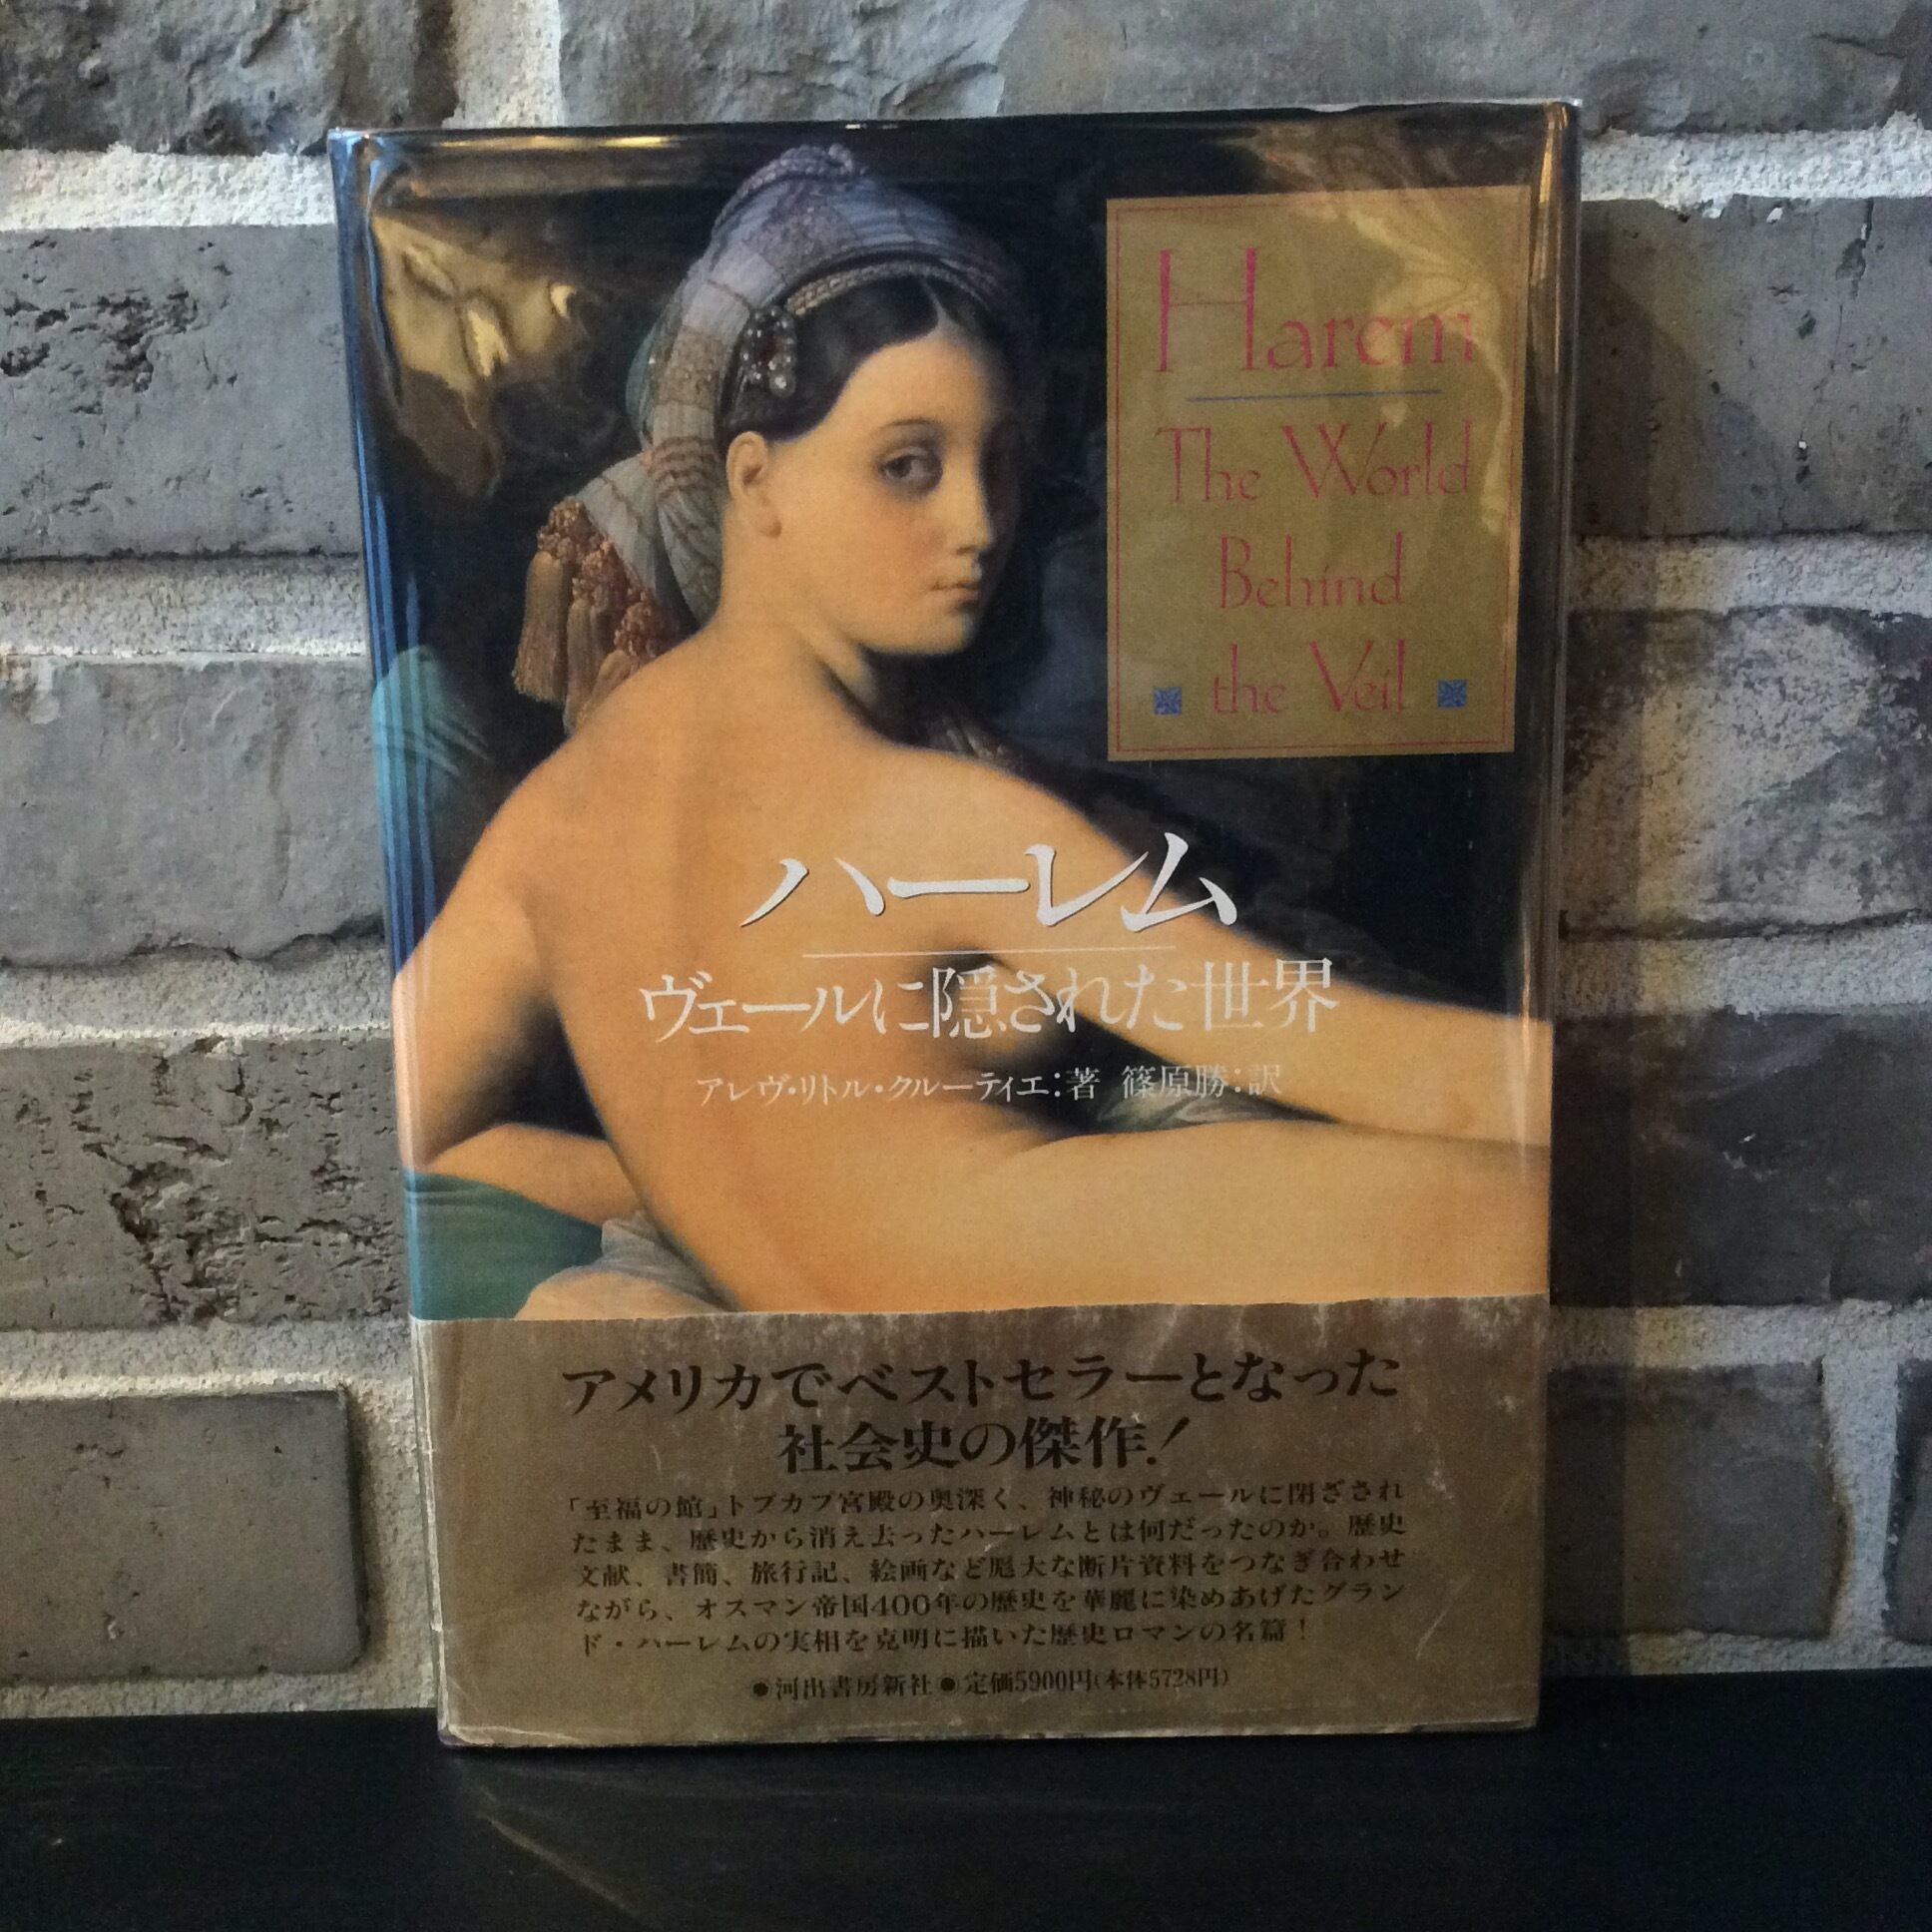 Harem
The World
Behind
the Veil
ハーレム
ヴェールに隠された世界
アレヴ・リトル・クルーティエ：著 篠原勝：訳
アメリカでベストセラーとなった
社会史の傑作！
「至福の館」トプカプ宮殿の奥深く、神秘のヴェールに閉ざされ
たまま、歴史から消え去ったハーレムとは何だったのか。歴史
文献、書簡、旅行記、絵画など厖大な断片資料をつなぎ合わせ
ながら、オスマン帝国400年の歴史を華麗に染めあげたグラン
ド・ハーレムの実相を克明に描いた歴史ロマンの名篇！
●河出書房新社●定価5900円(本体5728円)